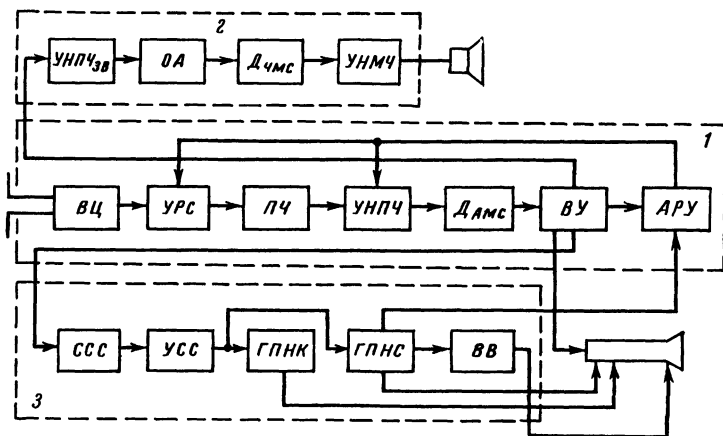 2
УНПЧзв ОА Дчмс УНМЧ
1
ВЦ УРС ПЧ УНПЧ Дамс ВУ АРУ
ССС УСС ГПНК ГПНС ВВ
3